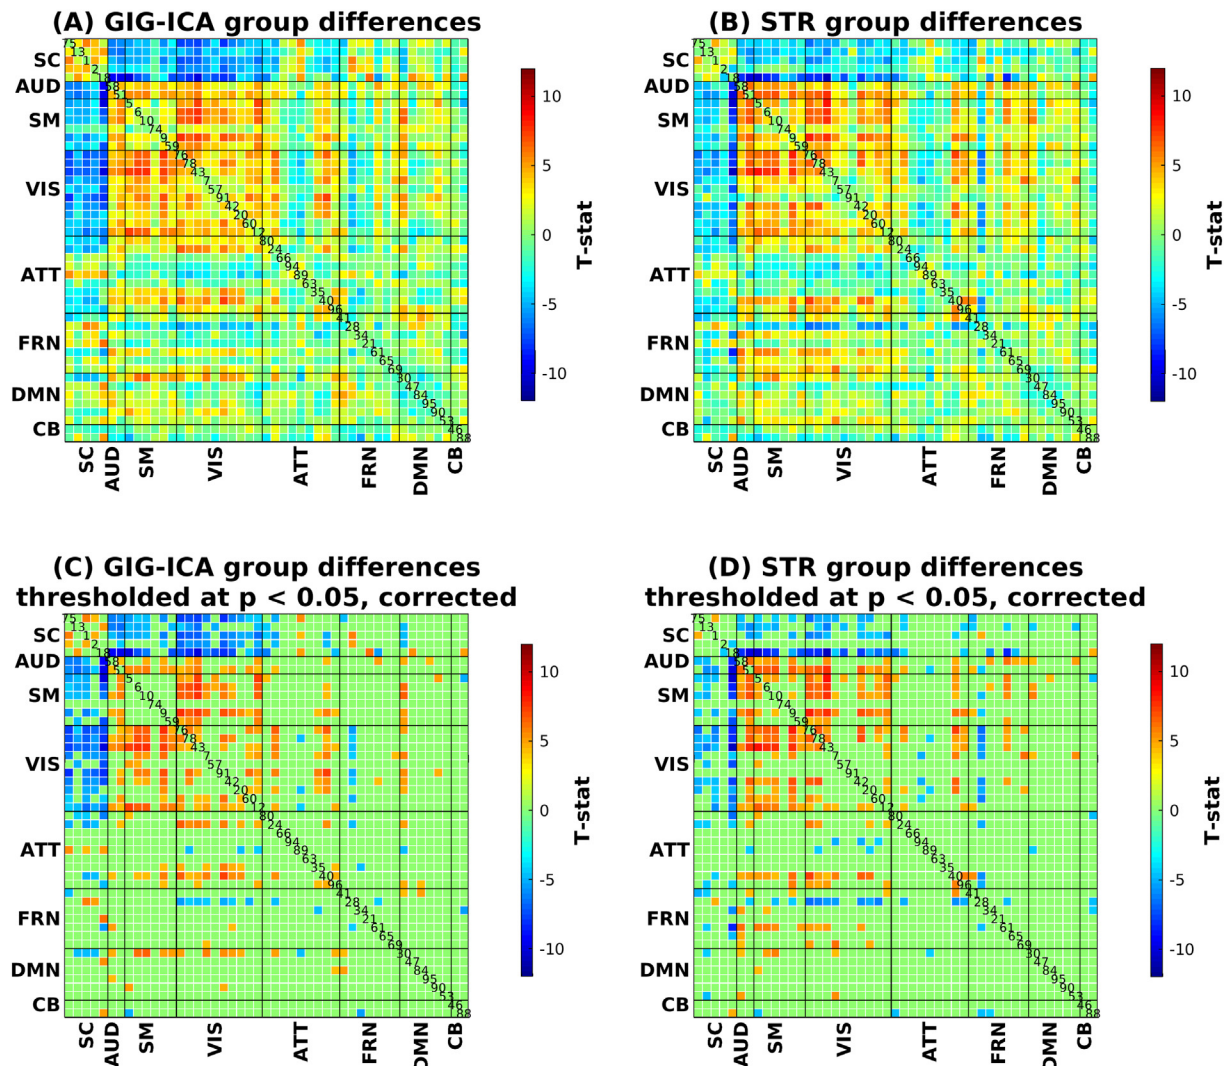 (A) GIG-ICA group differences
(B) STR group differences
SC
AUD
SM
VIS
ATT
FRN
DMN
CB
75
13
1
2
18
58
51
5
6
10
74
9
59
76
78
43
7
57
91
42
20
60
12
80
24
66
94
89
63
35
40
96
41
28
34
21
61
65
69
30
47
84
95
90
53
46
88
SC
AUD
SM
VIS
ATT
FRN
DMN
CB
10
5
0
-5
-10
T-stat
SC
AUD
SM
VIS
ATT
FRN
DMN
CB
75
13
1
2
18
58
51
5
6
10
74
9
59
76
78
43
7
57
91
42
20
60
12
80
24
66
94
89
63
35
40
96
41
28
34
21
61
65
69
30
47
84
95
90
53
46
88
SC
AUD
SM
VIS
ATT
FRN
DMN
CB
10
5
0
-5
-10
T-stat
(C) GIG-ICA group differences
thresholded at p < 0.05, corrected
(D) STR group differences
thresholded at p < 0.05, corrected
SC
AUD
SM
VIS
ATT
FRN
DMN
CB
75
13
1
2
18
58
51
5
6
10
74
9
59
76
78
43
7
57
91
42
20
60
12
80
24
66
94
89
63
35
40
96
41
28
34
21
61
65
69
30
47
84
95
90
53
46
88
SC
AUD
SM
VIS
ATT
FRN
DMN
CB
10
5
0
-5
-10
T-stat
SC
AUD
SM
VIS
ATT
FRN
DMN
CB
75
13
1
2
18
58
51
5
6
10
74
9
59
76
78
43
7
57
91
42
20
60
12
80
24
66
94
89
63
35
40
96
41
28
34
21
61
65
69
30
47
84
95
90
53
46
88
SC
AUD
SM
VIS
ATT
FRN
DMN
CB
10
5
0
-5
-10
T-stat